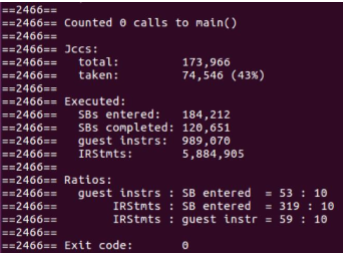 ==2466==
==2466== Counted 0 calls to main()
==2466==
==2466== Jccs:
==2466== total: 173,966
==2466== taken: 74,546 (43%)
==2466==
==2466== Executed:
==2466== SBs entered: 184,212
==2466== SBs completed: 120,651
==2466== guest instrs: 989,070
==2466== IRStmts: 5,884,905
==2466==
==2466== Ratios:
==2466== guest instrs : SB entered = 53 : 10
==2466== IRStmts : SB entered = 319 : 10
==2466== IRStmts : guest instr = 59 : 10
==2466==
==2466== Exit code: 0